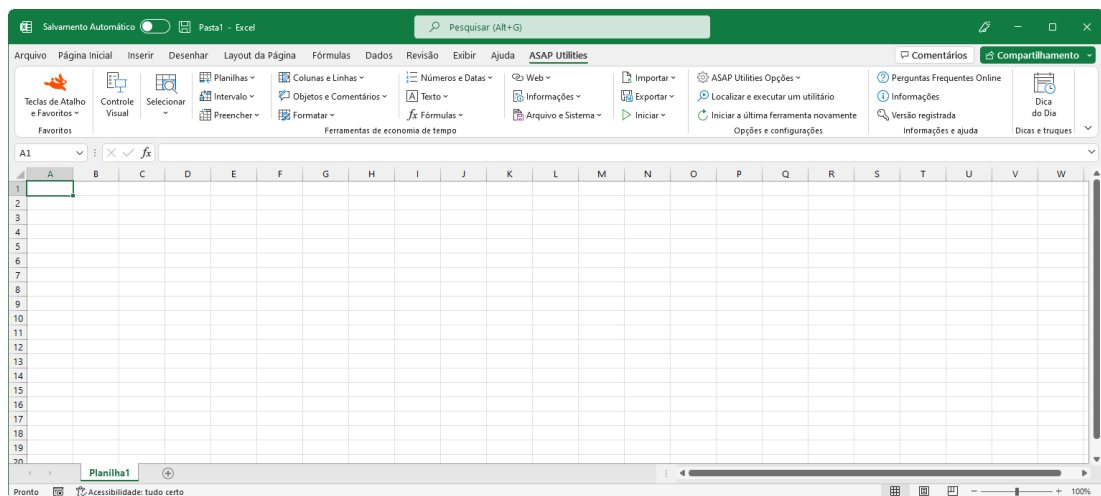 Salvamento Automático Pasta1 - Excel Pesquisar (Alt+G)
Arquivo Página Inicial Inserir Desenhar Layout da Página Fórmulas Dados Revisão Exibir Ajuda ASAP Utilities Comentários Compartilhamento
Teclas de Atalho e Favoritos
Favoritos
Controle Visual
Selecionar
Planilhas
Intervalo
Preencher
Colunas e Linhas
Objetos e Comentários
Formatar
Números e Datas
Texto
Fórmulas
Web
Informações
Arquivo e Sistema
Importar
Exportar
Iniciar
Ferramentas de economia de tempo
ASAP Utilities Opções
Localizar e executar um utilitário
Iniciar a última ferramenta novamente
Opções e configurações
Perguntas Frequentes Online
Informações
Versão registrada
Informações e ajuda
Dica do Dia
Dicas e truques
A1 fx
A B C D E F G H I J K L M N O P Q R S T U V W
1
2
3
4
5
6
7
8
9
10
11
12
13
14
15
16
17
18
19
20
Planilha1
Pronto Acessibilidade: tudo certo 100%